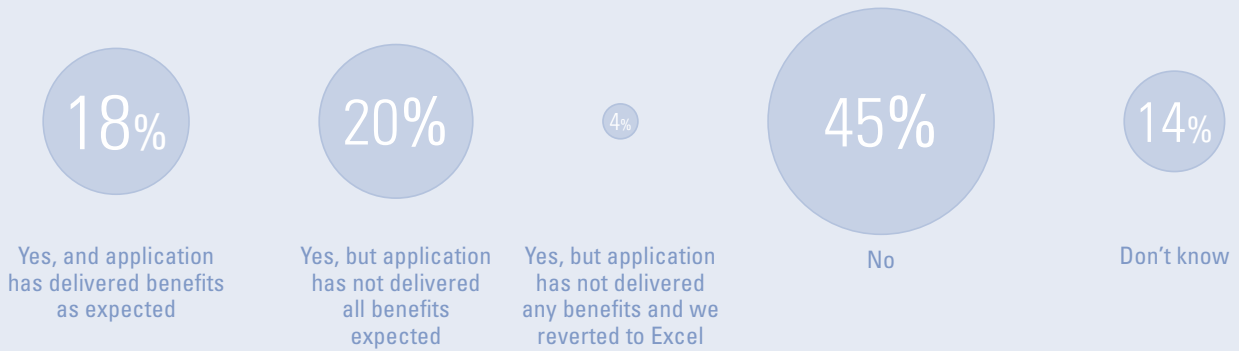 18%
20%
4%
45%
14%
Yes, and application
has delivered benefits
as expected
Yes, but application
has not delivered
all benefits
expected
Yes, but application
has not delivered
any benefits and we
reverted to Excel
No
Don’t know